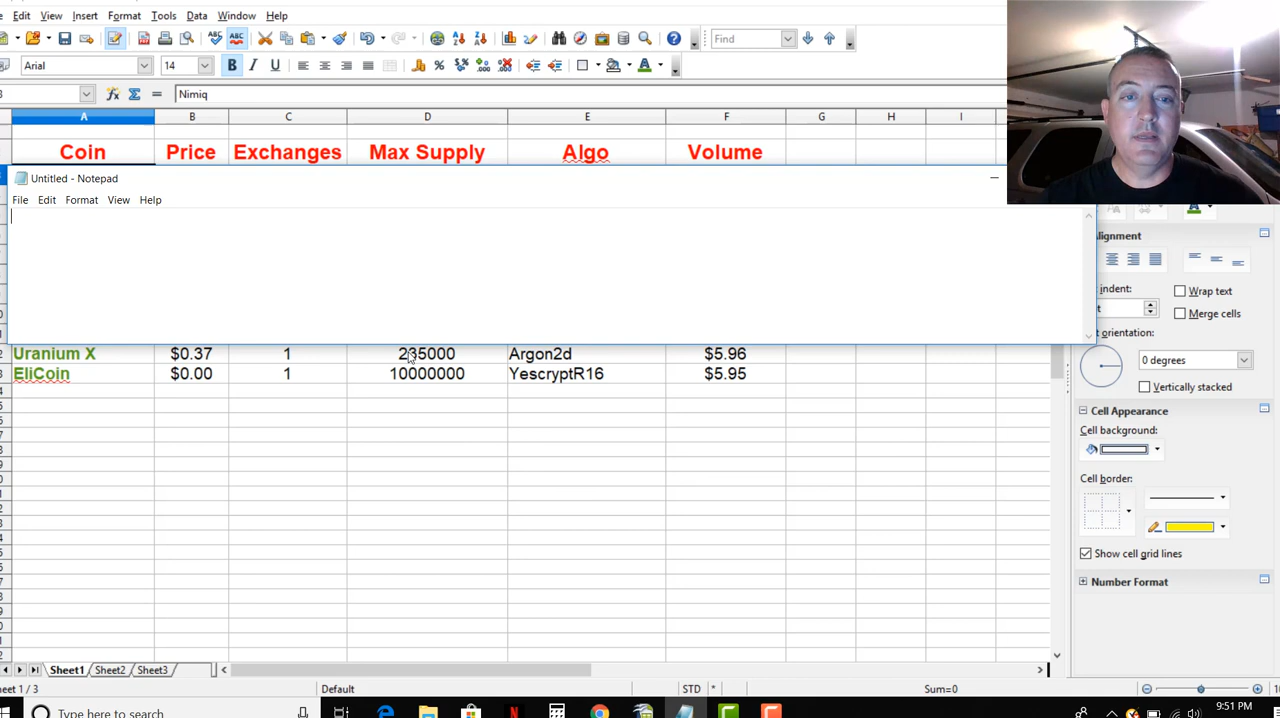 Edit View Insert Format Tools Data Window Help
Find
Arial 14
Nimiq
A B C D E F G H I
Coin Price Exchanges Max Supply Algo Volume
Untitled - Notepad
File Edit Format View Help
Alignment
Wrap text
Merge cells
orientation:
0 degrees
Vertically stacked
Uranium X $0.37 1 235000 Argon2d $5.96
EliCoin $0.00 1 10000000 YescryptR16 $5.95
Cell Appearance
Cell background:
Cell border:
Show cell grid lines
Number Format
Sheet1 Sheet2 Sheet3
eet 1 / 3 Default STD * Sum=0
Type here to search
9:51 PM